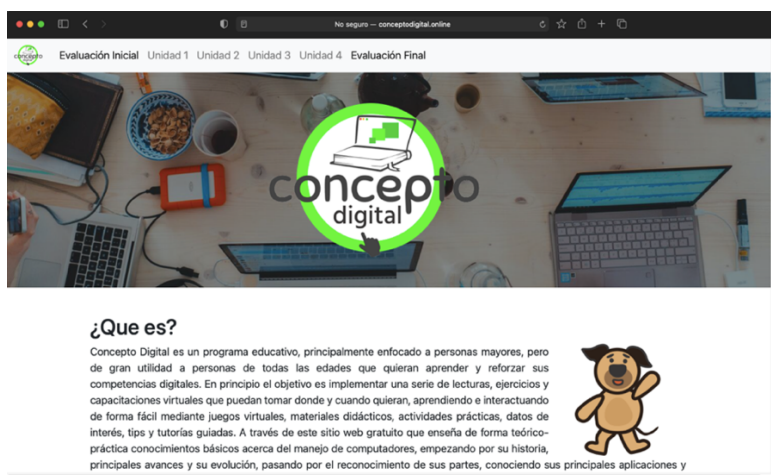 No seguro — conceptodigital.online
concepto
Evaluación Inicial Unidad 1 Unidad 2 Unidad 3 Unidad 4 Evaluación Final
concepto
digital
¿Que es?
Concepto Digital es un programa educativo, principalmente enfocado a personas mayores, pero
de gran utilidad a personas de todas las edades que quieran aprender y reforzar sus
competencias digitales. En principio el objetivo es implementar una serie de lecturas, ejercicios y
capacitaciones virtuales que puedan tomar donde y cuando quieran, aprendiendo e interactuando
de forma fácil mediante juegos virtuales, materiales didácticos, actividades prácticas, datos de
interés, tips y tutorías guiadas. A través de este sitio web gratuito que enseña de forma teórico-
práctica conocimientos básicos acerca del manejo de computadores, empezando por su historia,
principales avances y su evolución, pasando por el reconocimiento de sus partes, conociendo sus principales aplicaciones y